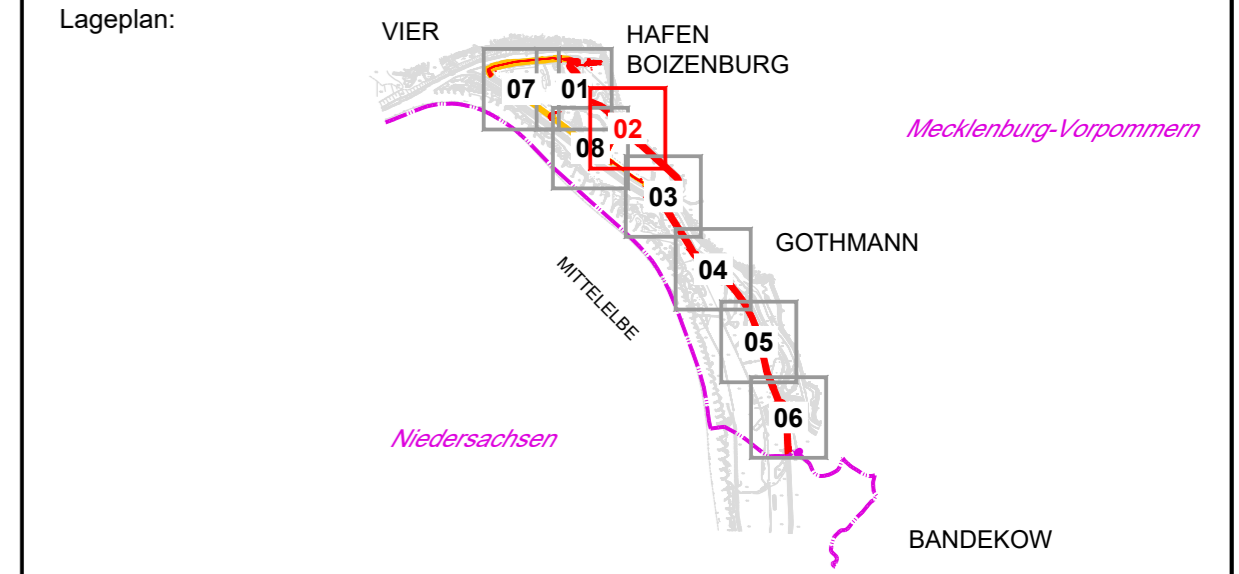 Lageplan:
VIER
HAFEN
BOIZENBURG
07
01
02
Mecklenburg-Vorpommern
08
03
GOTHMANN
04
MITTELELBE
05
06
Niedersachsen
BANDEKOW